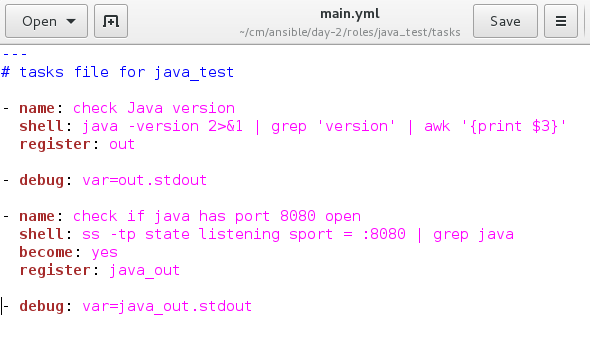 Open
main.yml
~/cm/ansible/day-2/roles/java_test/tasks
Save
---
# tasks file for java_test
- name: check Java version
  shell: java -version 2>&1 | grep 'version' | awk '{print $3}'
  register: out
- debug: var=out.stdout
- name: check if java has port 8080 open
  shell: ss -tp state listening sport = :8080 | grep java
  become: yes
  register: java_out
- debug: var=java_out.stdout